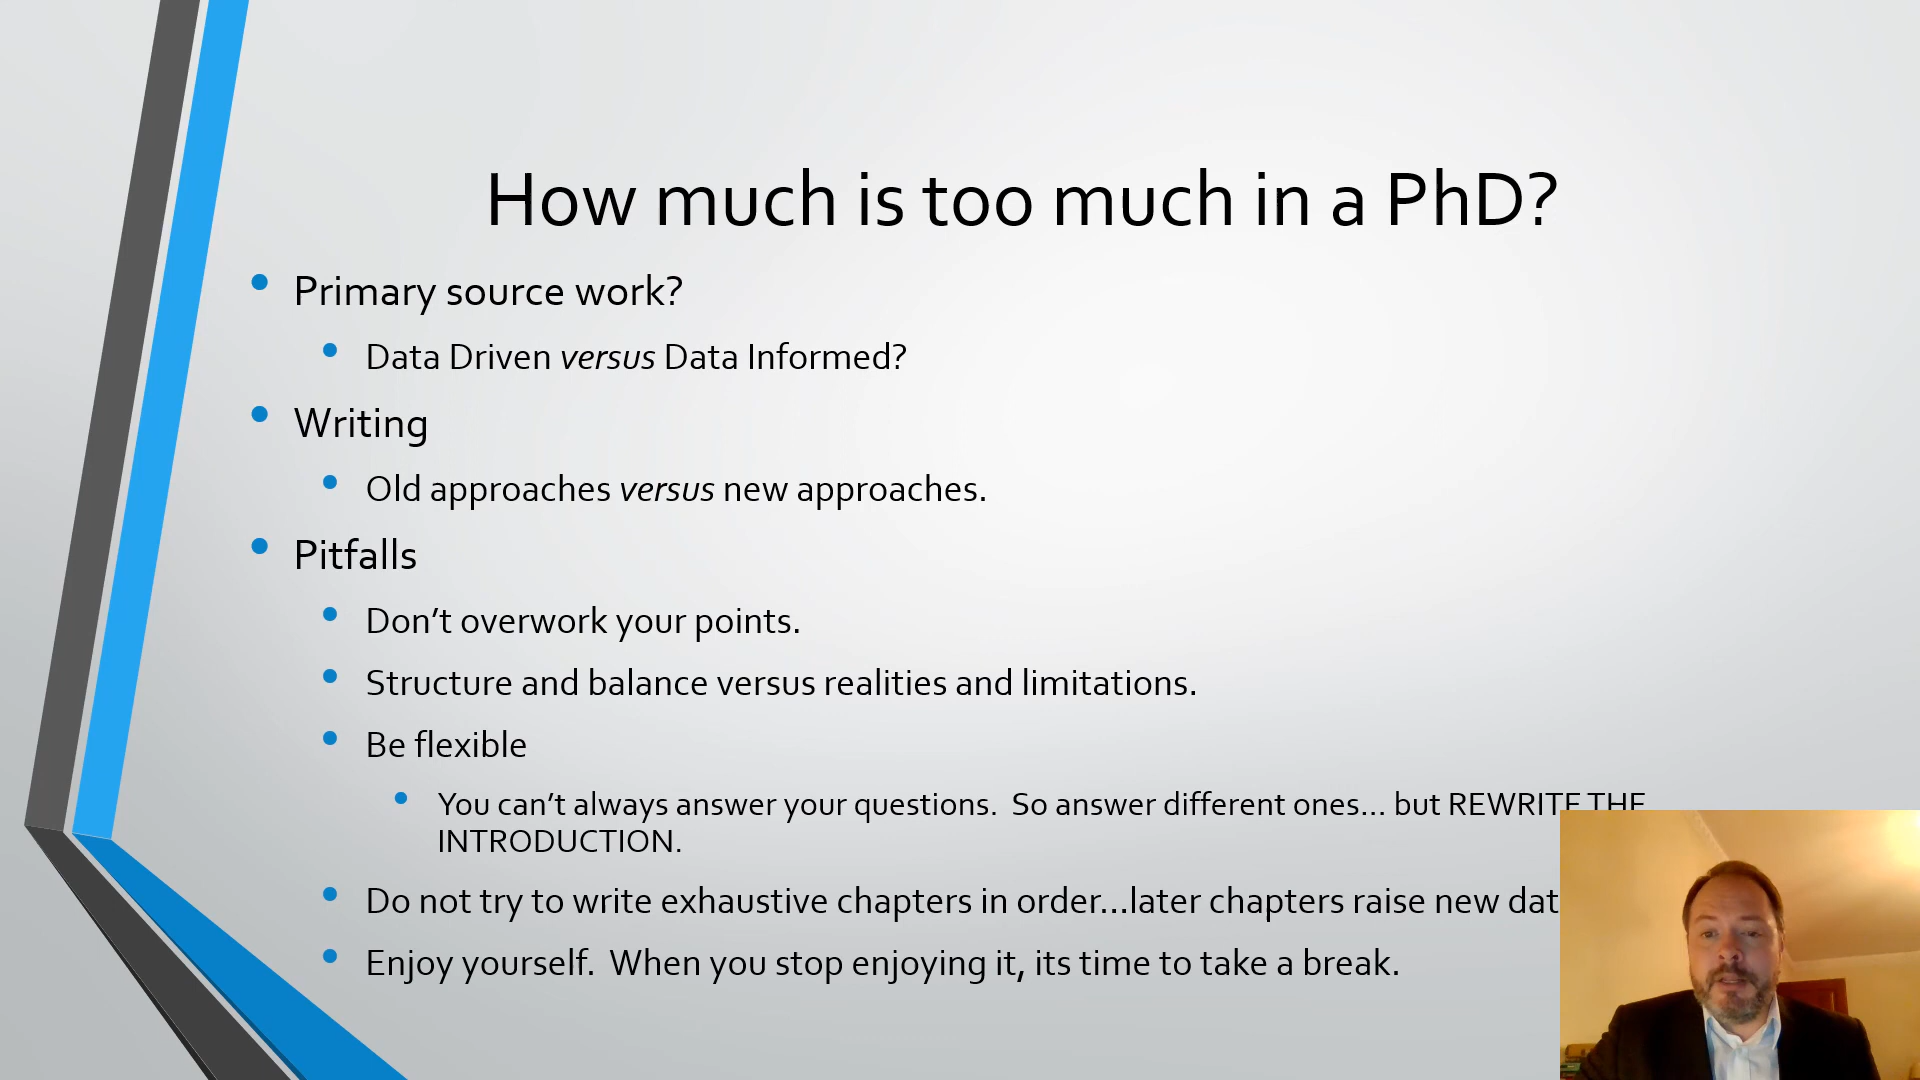 How much is too much in a PhD?
Primary source work?
Data Driven versus Data Informed?
Writing
Old approaches versus new approaches.
Pitfalls
Don’t overwork your points.
Structure and balance versus realities and limitations.
Be flexible
You can’t always answer your questions.  So answer different ones... but REWRITE THE
INTRODUCTION.
Do not try to write exhaustive chapters in order...later chapters raise new
Enjoy yourself.  When you stop enjoying it, its time to take a break.